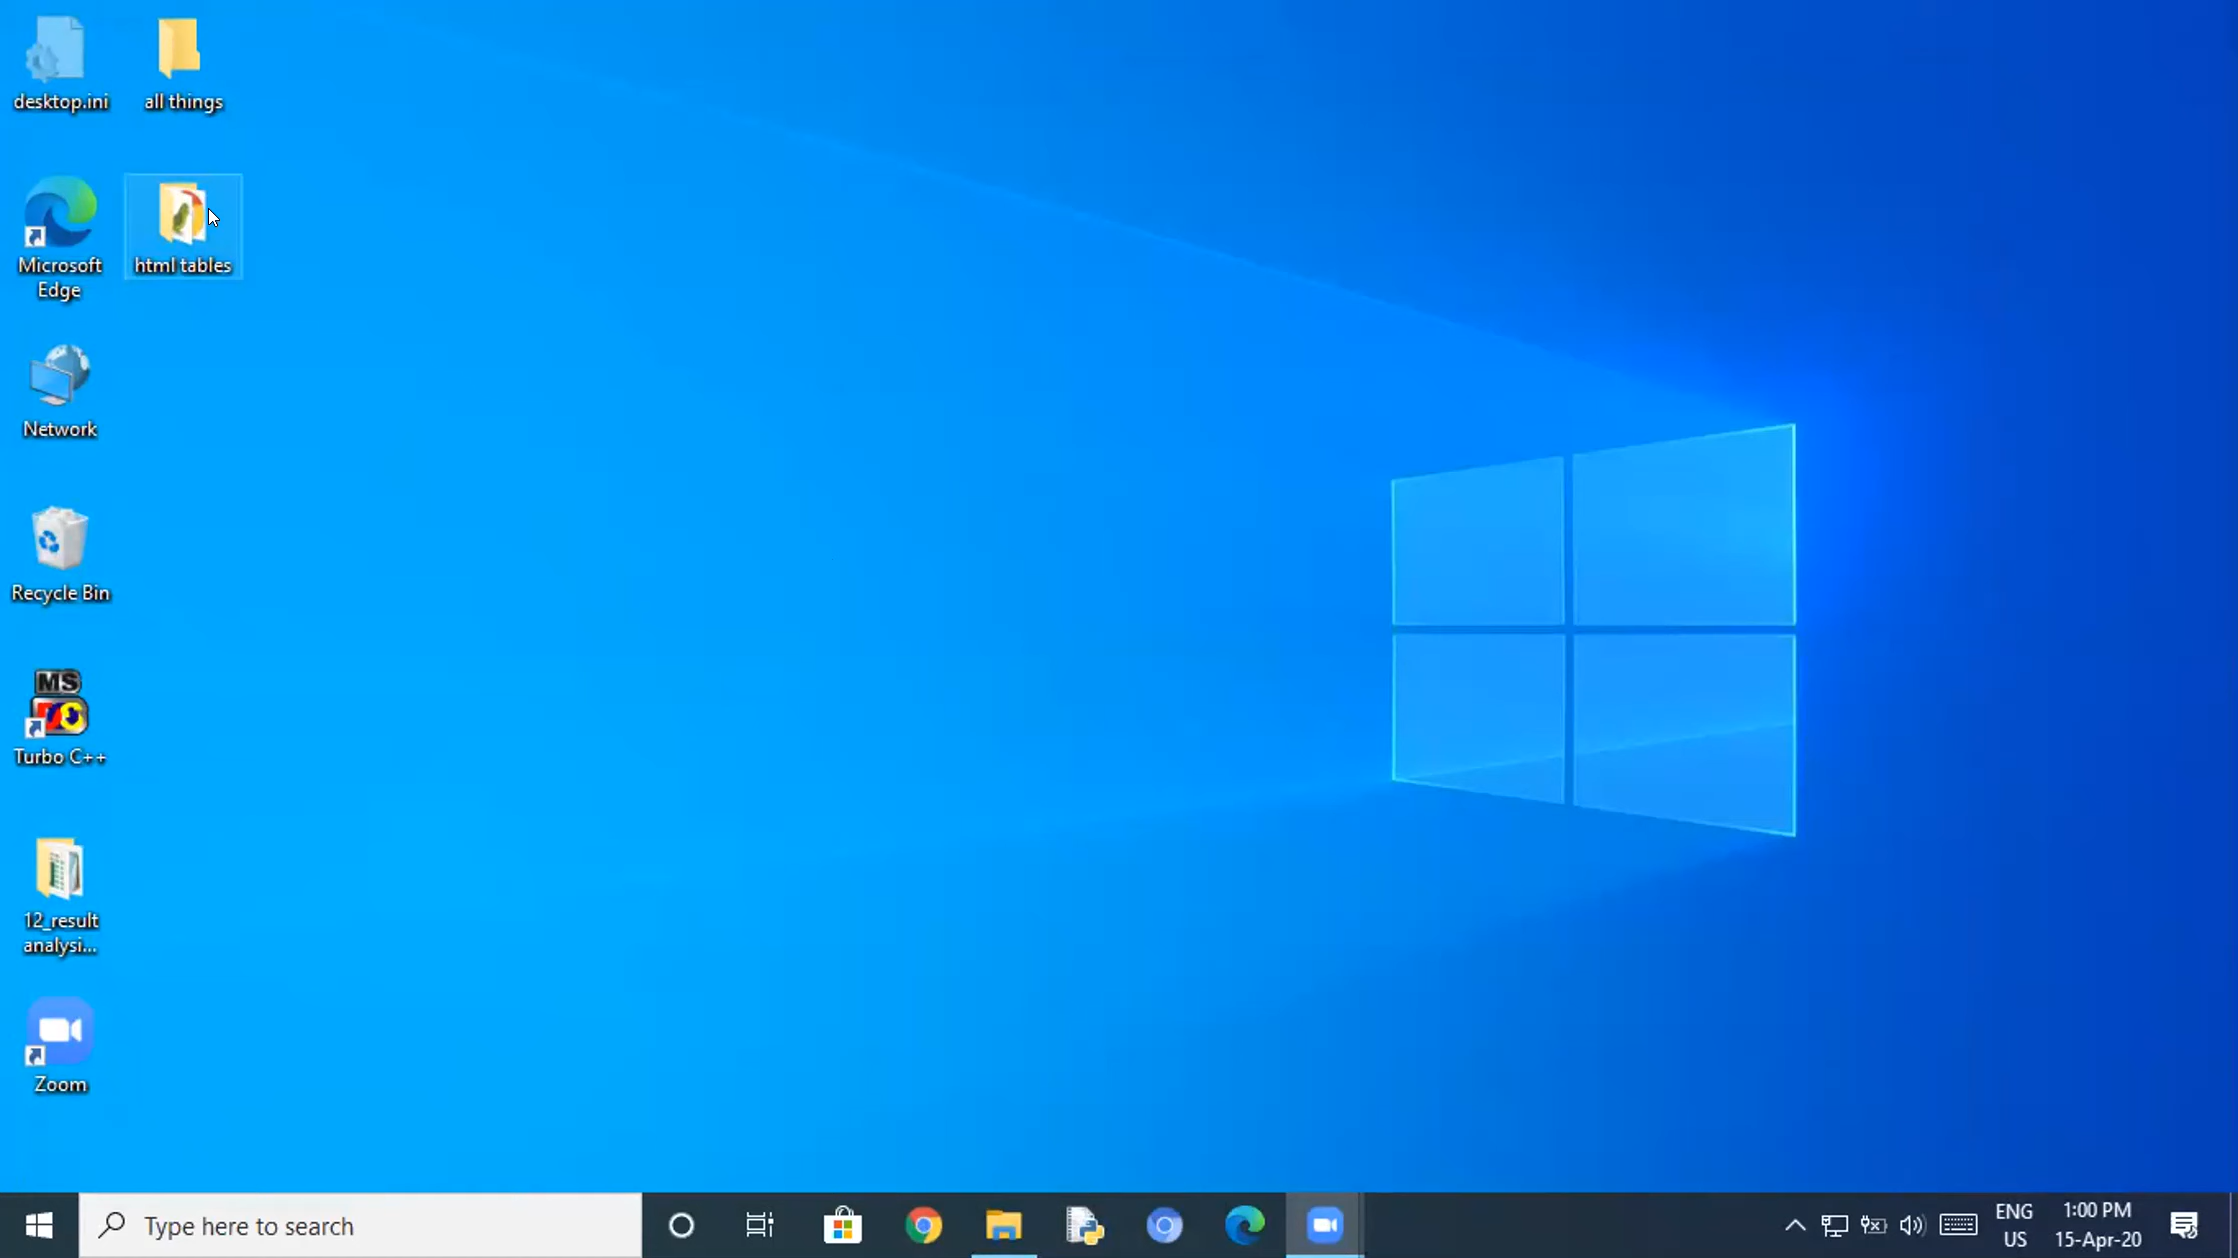 desktop.ini
all things
Microsoft
Edge
html tables
Network
Recycle Bin
MS
Turbo C++
12_result
analysi...
Zoom
Type here to search
ENG
US
1:00 PM
15-Apr-20